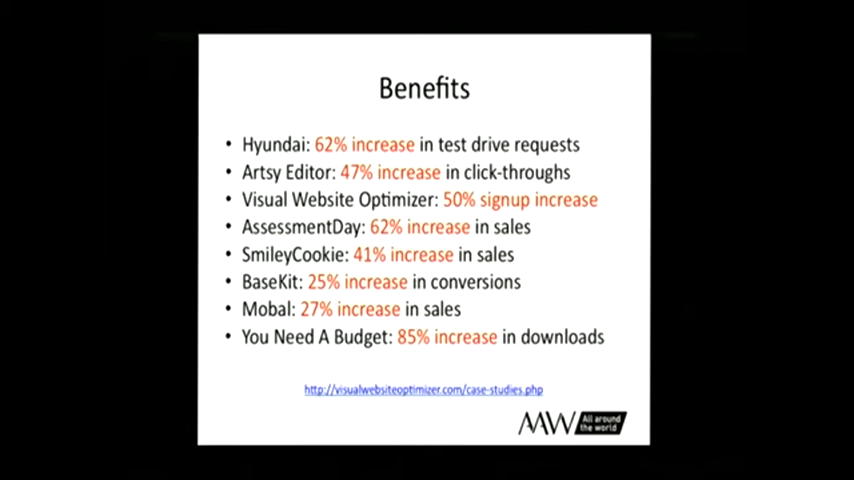 Benefits
• Hyundai: 62% increase in test drive requests
• Artsy Editor: 47% increase in click-throughs
• Visual Website Optimizer: 50% signup increase
• AssessmentDay: 62% increase in sales
• SmileyCookie: 41% increase in sales
• BaseKit: 25% increase in conversions
• Mobal: 27% increase in sales
• You Need A Budget: 85% increase in downloads
http://visualwebsiteoptimizer.com/case-studies.php
AAW All around
the world